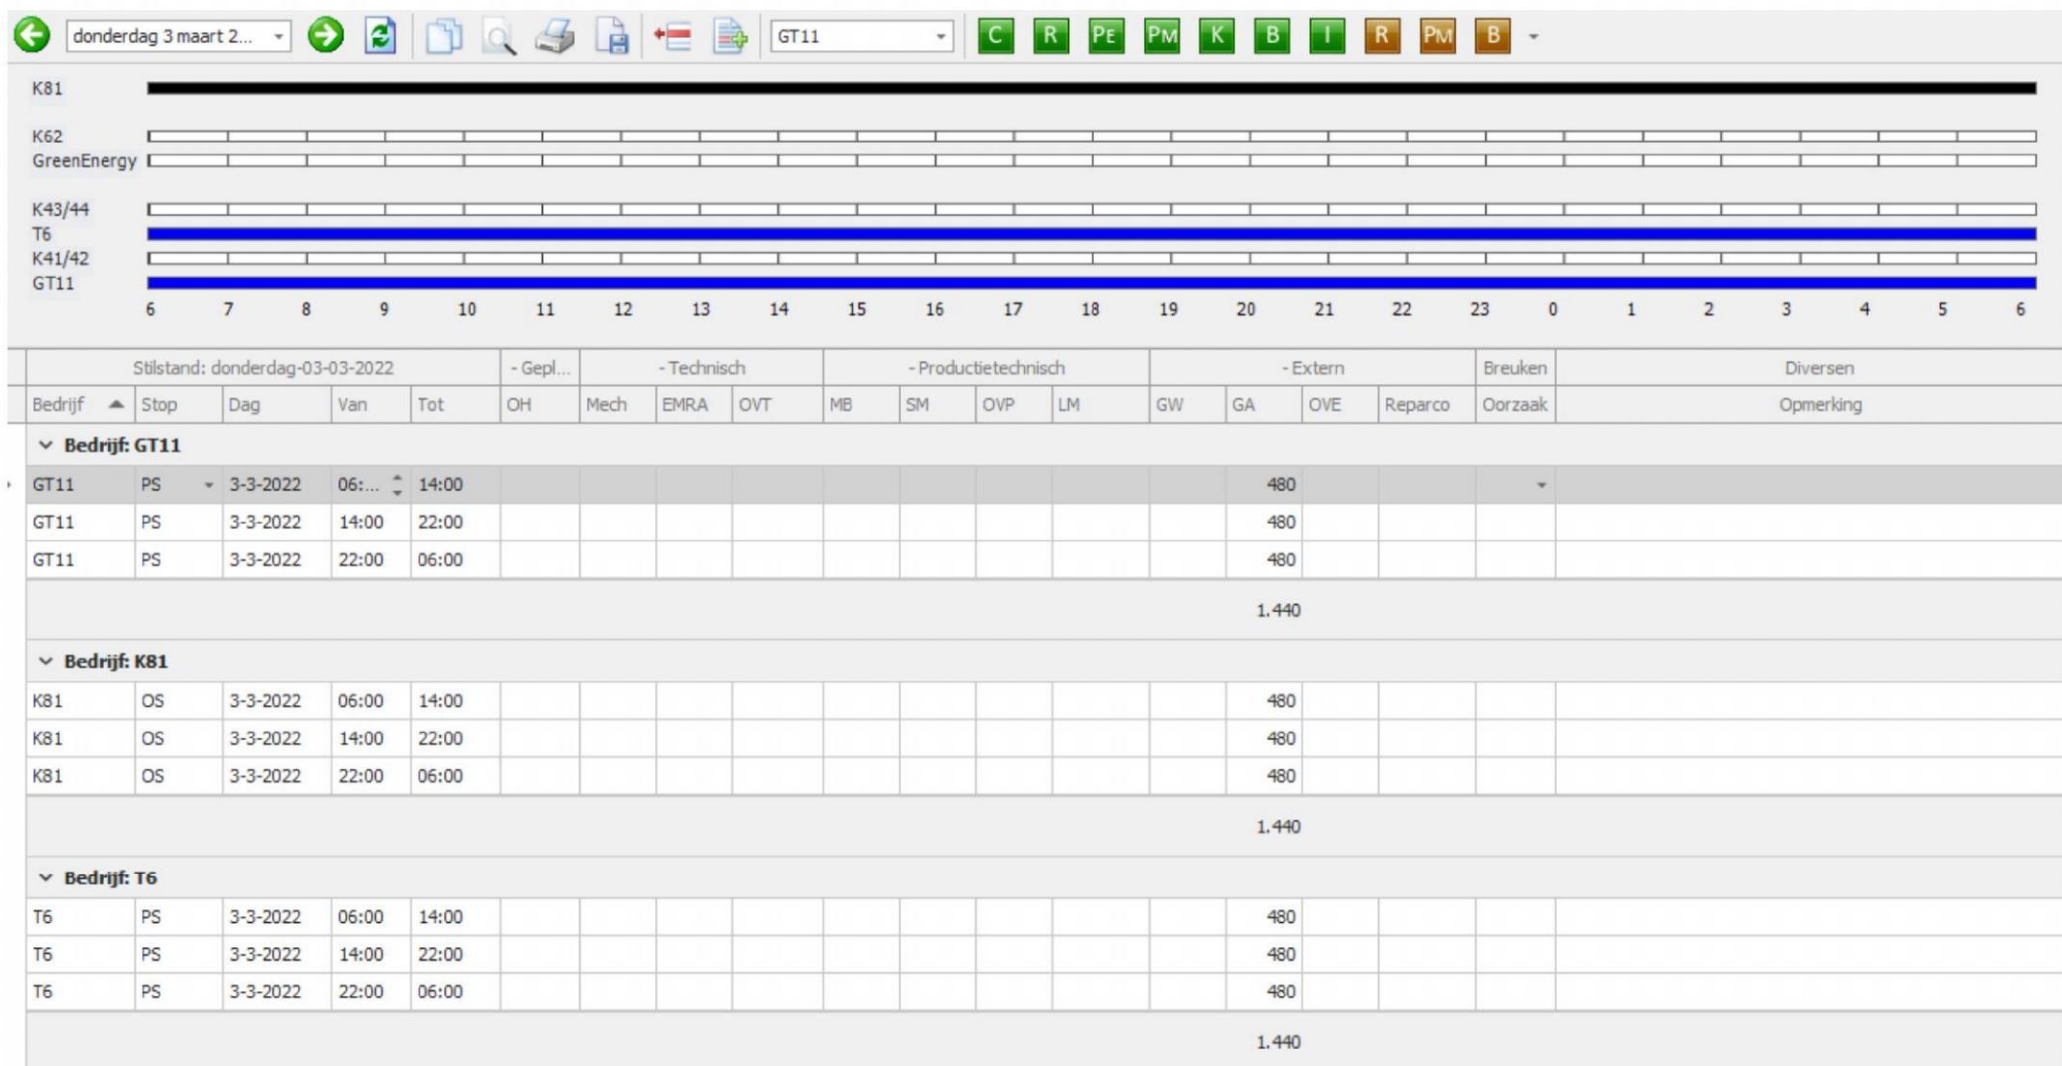 donderdag 3 maart 2... GT11 C R PE PM K B I R PM B
K81
K62
GreenEnergy
K43/44
T6
K41/42
GT11
6 7 8 9 10 11 12 13 14 15 16 17 18 19 20 21 22 23 0 1 2 3 4 5 6
Stilstand: donderdag-03-03-2022 - Gepl... - Technisch - Productietechnisch - Extern Breuken Diversen
Bedrijf Stop Dag Van Tot OH Mech EMRA OVT MB SM OVP LM GW GA OVE Reparco Oorzaak Opmerking
Bedrijf: GT11
GT11 PS 3-3-2022 06:... 14:00 480
GT11 PS 3-3-2022 14:00 22:00 480
GT11 PS 3-3-2022 22:00 06:00 480
1.440
Bedrijf: K81
K81 OS 3-3-2022 06:00 14:00 480
K81 OS 3-3-2022 14:00 22:00 480
K81 OS 3-3-2022 22:00 06:00 480
1.440
Bedrijf: T6
T6 PS 3-3-2022 06:00 14:00 480
T6 PS 3-3-2022 14:00 22:00 480
T6 PS 3-3-2022 22:00 06:00 480
1.440